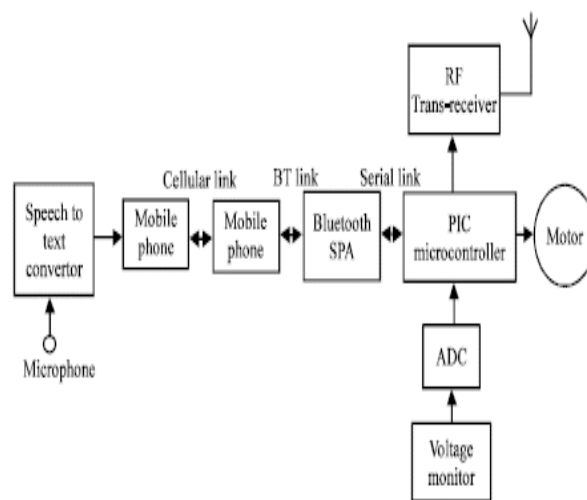 RF
Trans-receiver
Cellular link
BT link
Serial link
Speech to
text
convertor
Mobile
phone
Mobile
phone
Bluetooth
SPA
PIC
microcontroller
Motor
Microphone
ADC
Voltage
monitor